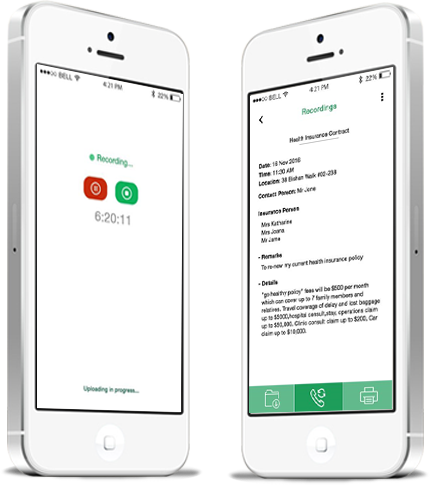 BELL
4:21 PM
22%
Recording...
6:20:11
Uploading in progress...
BELL
4:21 PM
22%
Recordings
Health Insurance Contract
Date: 16 Nov 2016
Time: 11:30 AM
Location: 38 Bishan Walk #02-238
Contact Person: Mr Jene
Insurance Person
Mrs Katharine
Mrs Joana
Mr Jame
- Remarks
To re-new my current health insurance policy
- Details
"go healthy policy" fees will be $500 per month
which can cover up to 7 family members and
relatives. Travel coverage of delay and lost baggage
up to $5000, hospital consult, stay, operations claim
up to $50,000, Clinic consult claim up to $200, Car
claim up to $10,000.